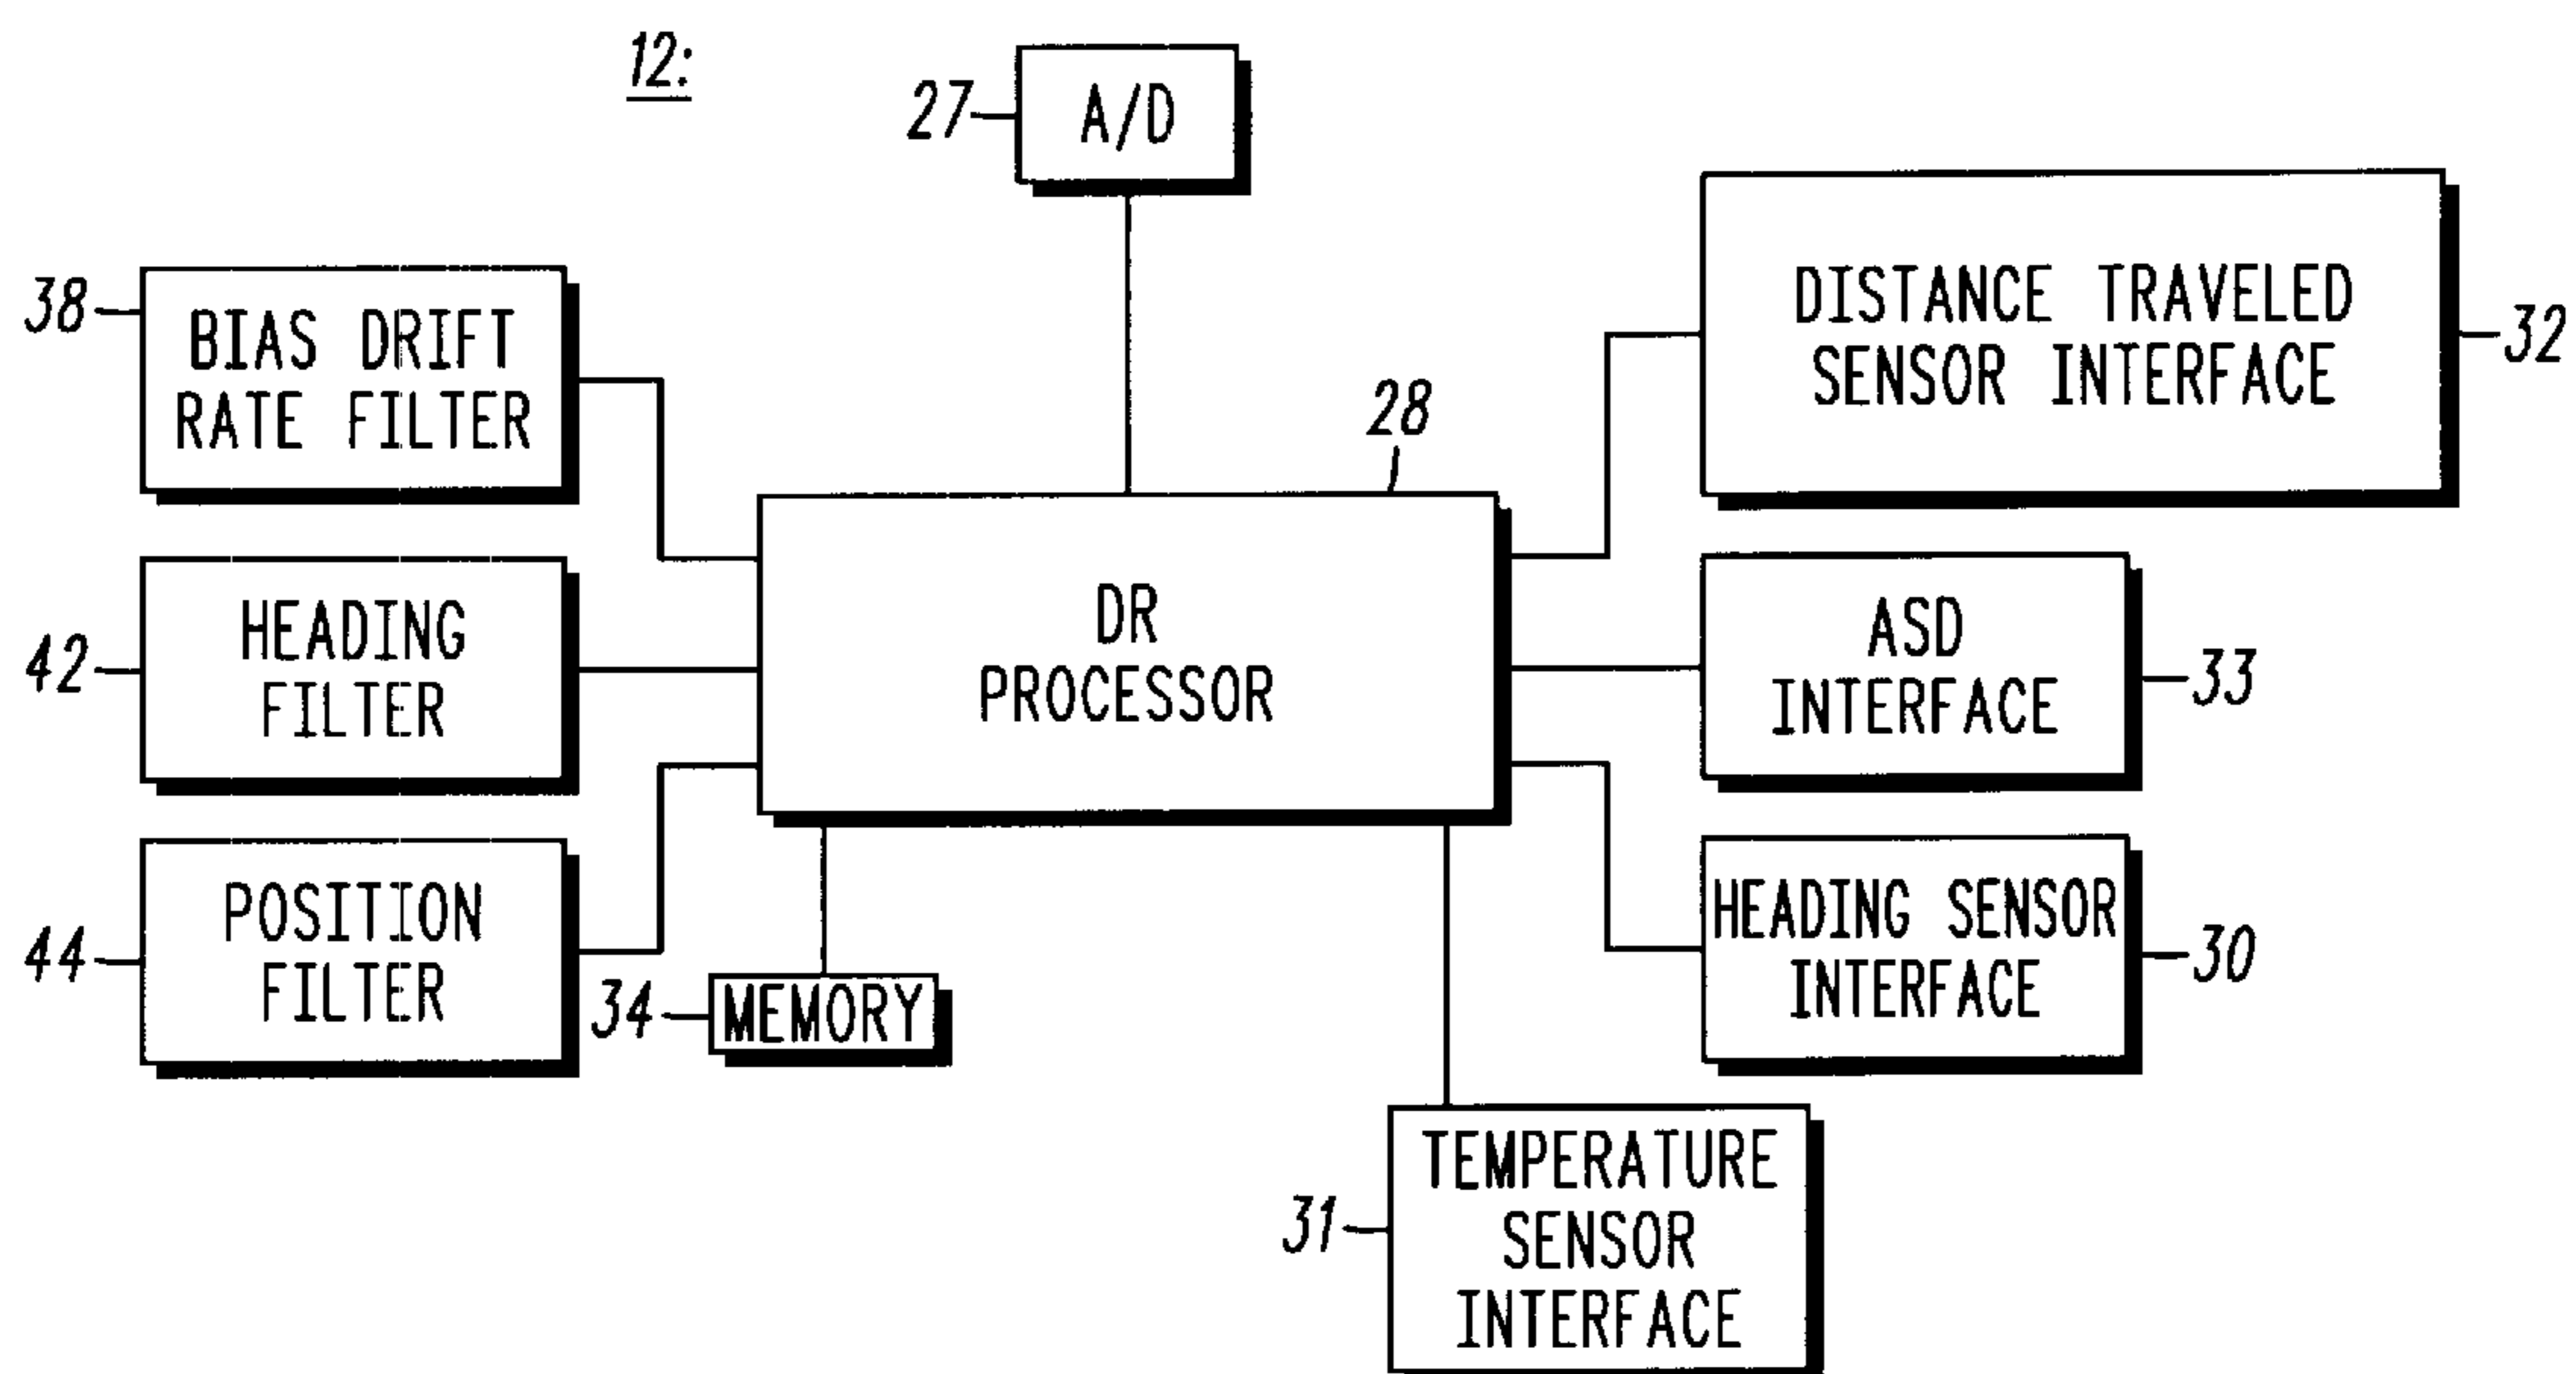 12:
27
A/D
38
BIAS DRIFT
RATE FILTER
DISTANCE TRAVELED
SENSOR INTERFACE
32
28
42
HEADING
FILTER
DR
PROCESSOR
ASD
INTERFACE
33
44
POSITION
FILTER
34
MEMORY
HEADING SENSOR
INTERFACE
30
31
TEMPERATURE
SENSOR
INTERFACE